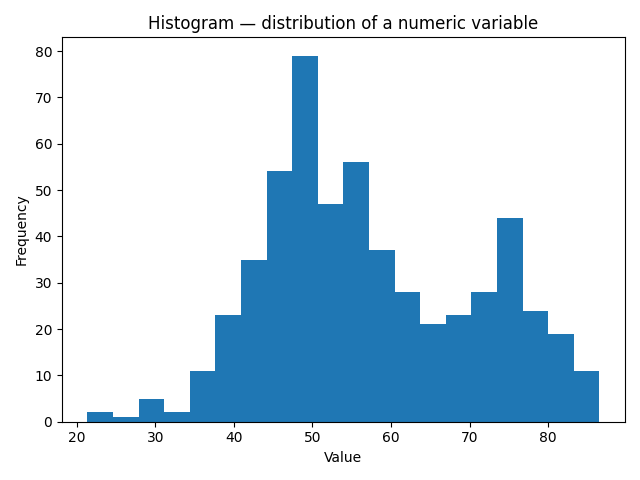 Histogram — distribution of a numeric variable
80
70
60
50
40
30
20
10
0
Frequency
20 30 40 50 60 70 80
Value